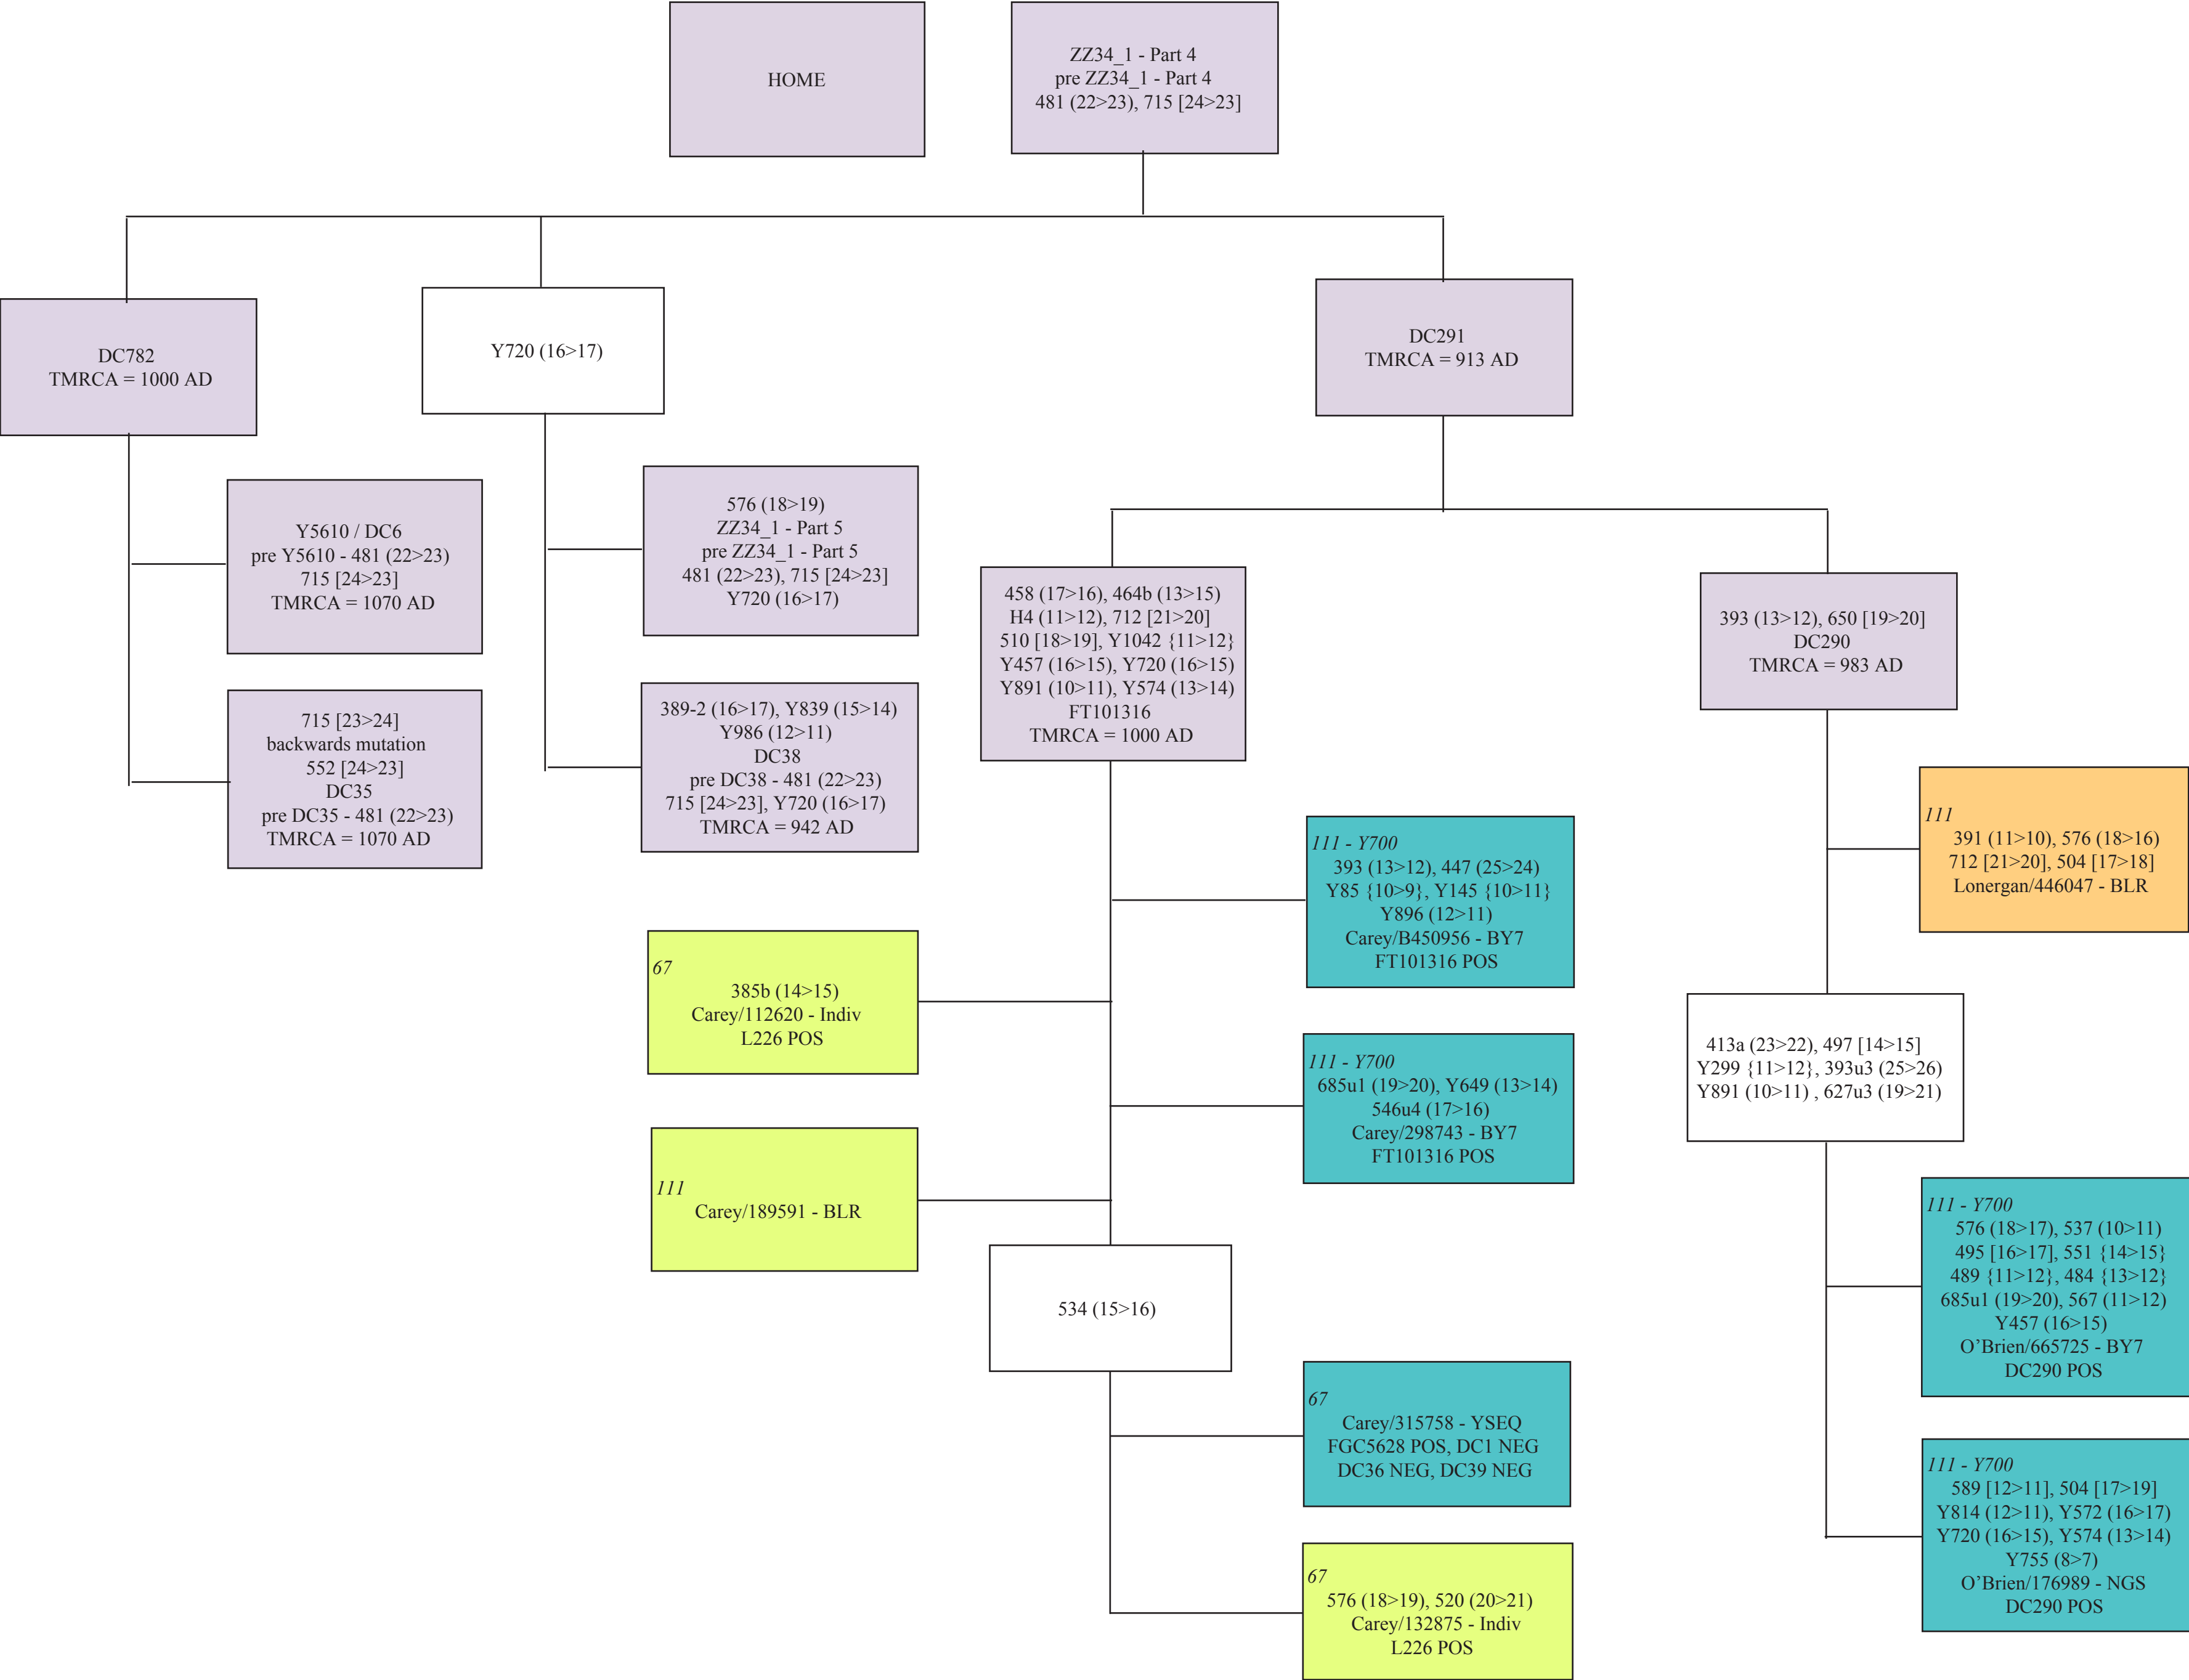 HOME
ZZ34_1 - Part 4
pre ZZ34_1 - Part 4
481 (22>23), 715 [24>23]
DC782
TMRCA = 1000 AD
Y720 (16>17)
DC291
TMRCA = 913 AD
Y5610 / DC6
pre Y5610 - 481 (22>23)
715 [24>23]
TMRCA = 1070 AD
715 [23>24]
backwards mutation
552 [24>23]
DC35
pre DC35 - 481 (22>23)
TMRCA = 1070 AD
576 (18>19)
ZZ34_1 - Part 5
pre ZZ34_1 - Part 5
481 (22>23), 715 [24>23]
Y720 (16>17)
389-2 (16>17), Y839 (15>14)
Y986 (12>11)
DC38
pre DC38 - 481 (22>23)
715 [24>23], Y720 (16>17)
TMRCA = 942 AD
458 (17>16), 464b (13>15)
H4 (11>12), 712 [21>20]
510 [18>19], Y1042 {11>12}
Y457 (16>15), Y720 (16>15)
Y891 (10>11), Y574 (13>14)
FT101316
TMRCA = 1000 AD
393 (13>12), 650 [19>20]
DC290
TMRCA = 983 AD
111
391 (11>10), 576 (18>16)
712 [21>20], 504 [17>18]
Lonergan/446047 - BLR
111 - Y700
393 (13>12), 447 (25>24)
Y85 {10>9}, Y145 {10>11}
Y896 (12>11)
Carey/B450956 - BY7
FT101316 POS
67
385b (14>15)
Carey/112620 - Indiv
L226 POS
111 - Y700
685u1 (19>20), Y649 (13>14)
546u4 (17>16)
Carey/298743 - BY7
FT101316 POS
111
Carey/189591 - BLR
534 (15>16)
67
Carey/315758 - YSEQ
FGC5628 POS, DC1 NEG
DC36 NEG, DC39 NEG
67
576 (18>19), 520 (20>21)
Carey/132875 - Indiv
L226 POS
413a (23>22), 497 [14>15]
Y299 {11>12}, 393u3 (25>26)
Y891 (10>11) , 627u3 (19>21)
111 - Y700
576 (18>17), 537 (10>11)
495 [16>17], 551 {14>15}
489 {11>12}, 484 {13>12}
685u1 (19>20), 567 (11>12)
Y457 (16>15)
O’Brien/665725 - BY7
DC290 POS
111 - Y700
589 [12>11], 504 [17>19]
Y814 (12>11), Y572 (16>17)
Y720 (16>15), Y574 (13>14)
Y755 (8>7)
O’Brien/176989 - NGS
DC290 POS